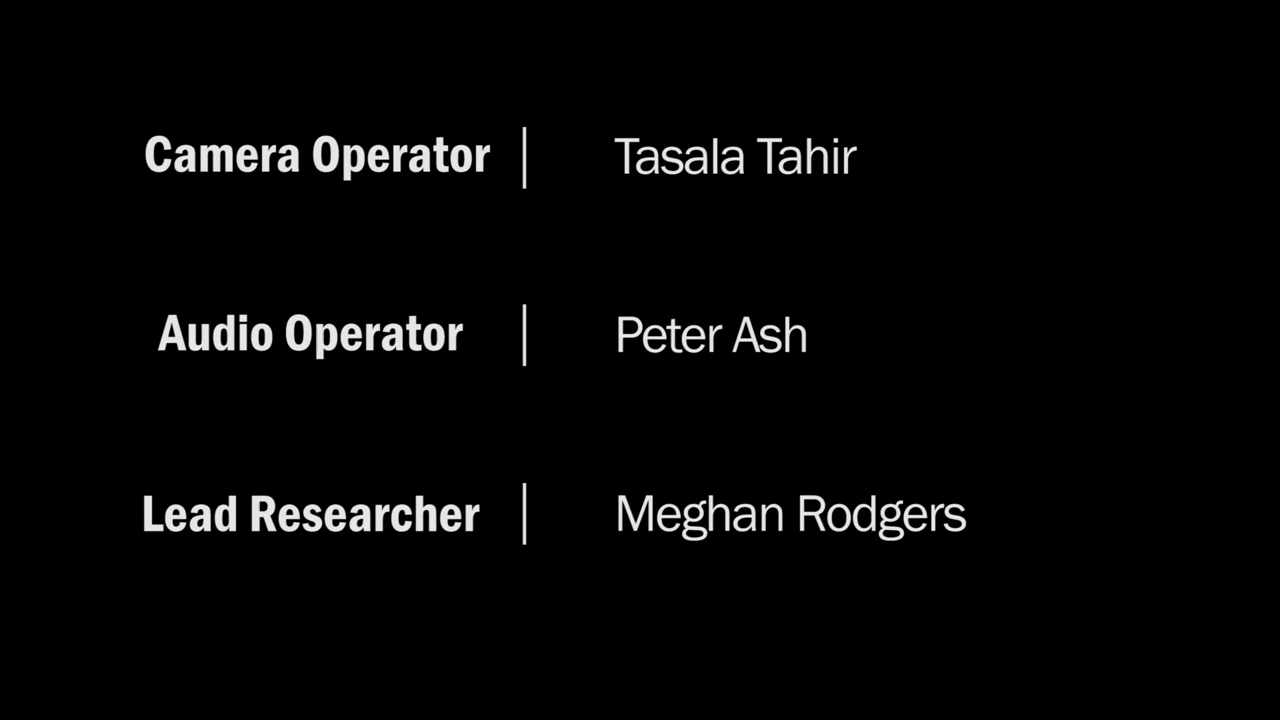 Camera Operator | Tasala Tahir
Audio Operator | Peter Ash
Lead Researcher | Meghan Rodgers